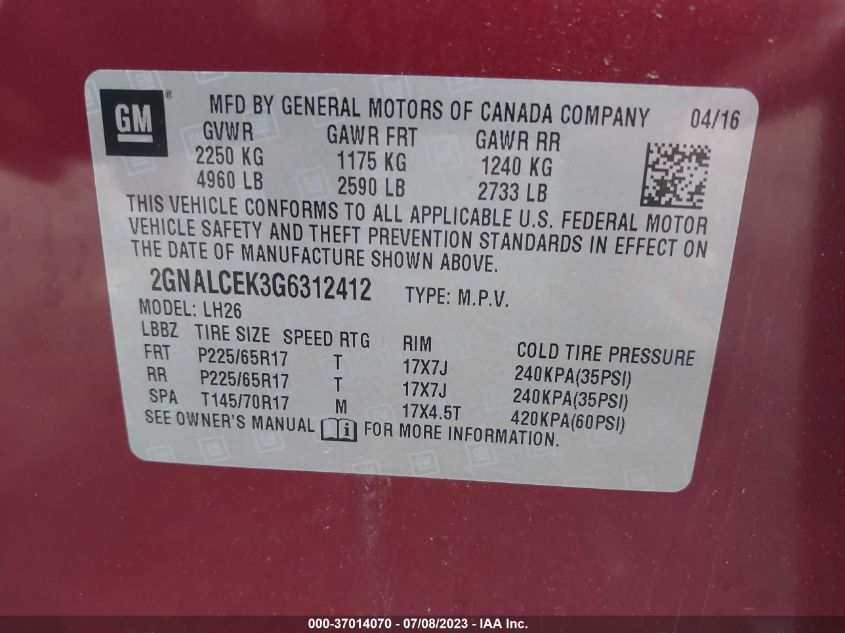 GM ®
MFD BY GENERAL MOTORS OF CANADA COMPANY 04/16
GVWR GAWR FRT GAWR RR
2250 KG 1175 KG 1240 KG
4960 LB 2590 LB 2733 LB
THIS VEHICLE CONFORMS TO ALL APPLICABLE U.S. FEDERAL MOTOR
VEHICLE SAFETY AND THEFT PREVENTION STANDARDS IN EFFECT ON
THE DATE OF MANUFACTURE SHOWN ABOVE.
2GNALCEK3G6312412 TYPE: M.P.V.
MODEL: LH26
LBBZ TIRE SIZE SPEED RTG RIM COLD TIRE PRESSURE
FRT P225/65R17 T 17X7J 240KPA(35PSI)
RR P225/65R17 T 17X7J 240KPA(35PSI)
SPA T145/70R17 M 17X4.5T 420KPA(60PSI)
SEE OWNER'S MANUAL i FOR MORE INFORMATION.
000-37014070 - 07/08/2023 - IAA Inc.